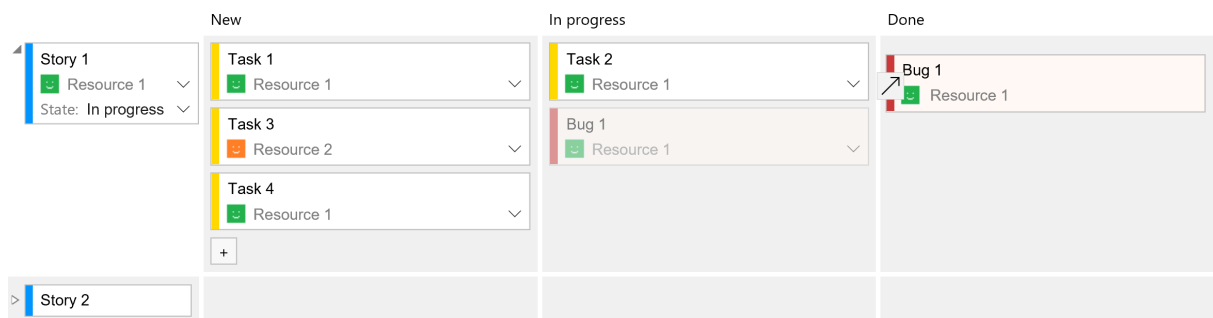 New
In progress
Done
Story 1
Resource 1
State: In progress
Task 1
Resource 1
Task 3
Resource 2
Task 4
Resource 1
+
Task 2
Resource 1
Bug 1
Resource 1
Bug 1
Resource 1
Story 2